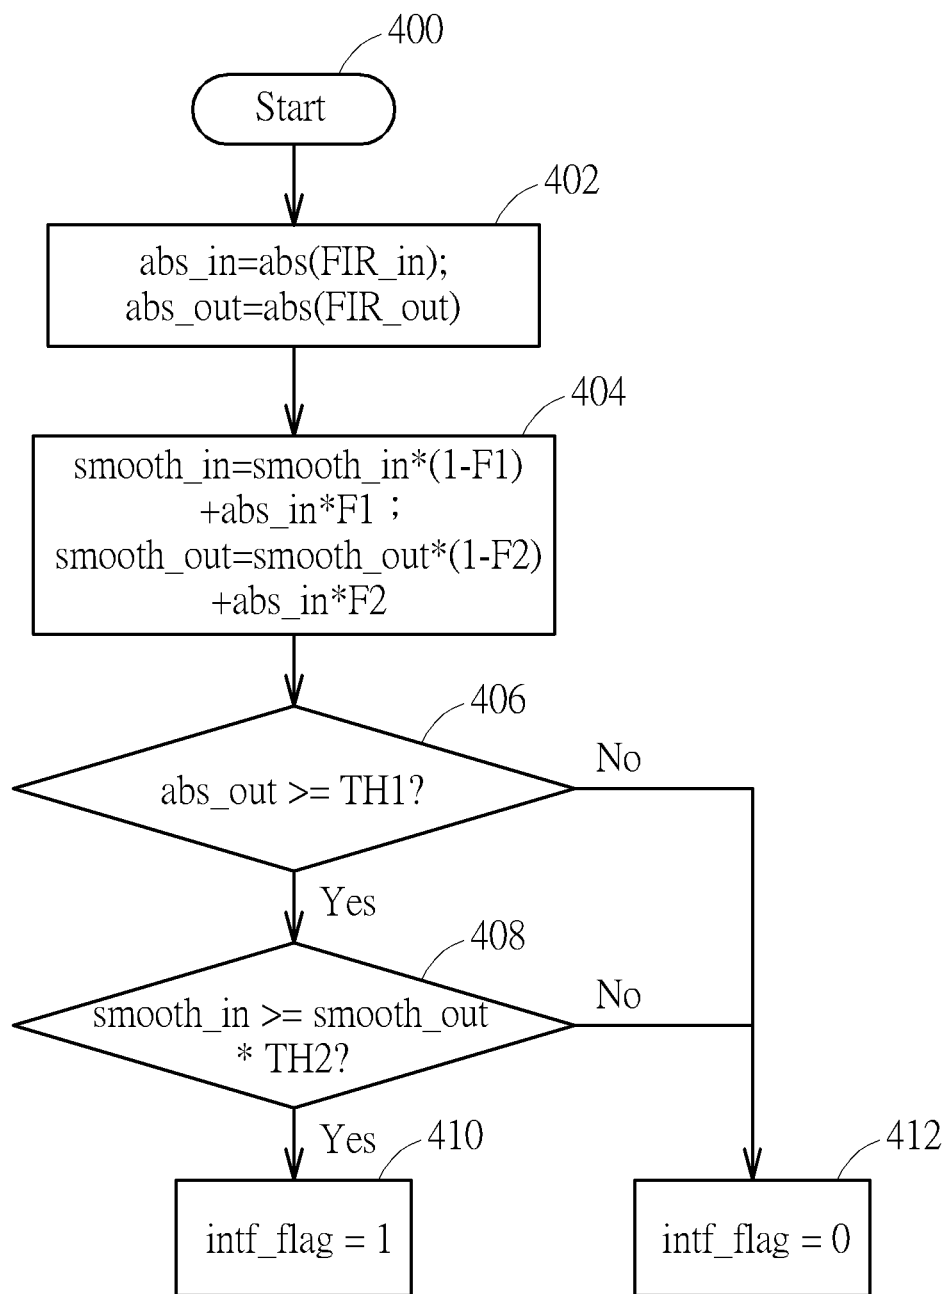 400
Start
402
abs_in=abs(FIR_in);
abs_out=abs(FIR_out)
404
smooth_in=smooth_in*(1-F1)
+abs_in*F1 ;
smooth_out=smooth_out*(1-F2)
+abs_in*F2
406
abs_out >= TH1?
No
Yes
408
smooth_in >= smooth_out
* TH2?
No
Yes
410
intf_flag = 1
412
intf_flag = 0